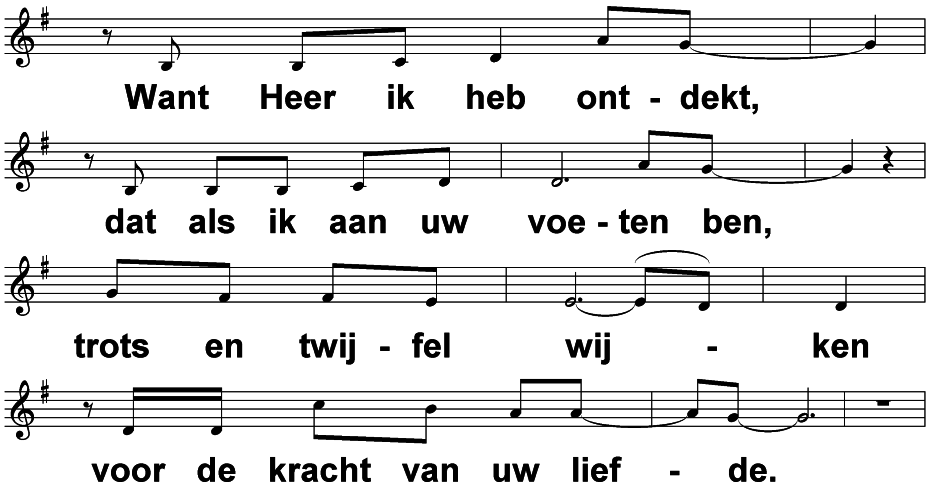 Want Heer ik heb ont - dekt,
dat als ik aan uw voe - ten ben,
trots en twij - fel wij - ken
voor de kracht van uw lief - de.